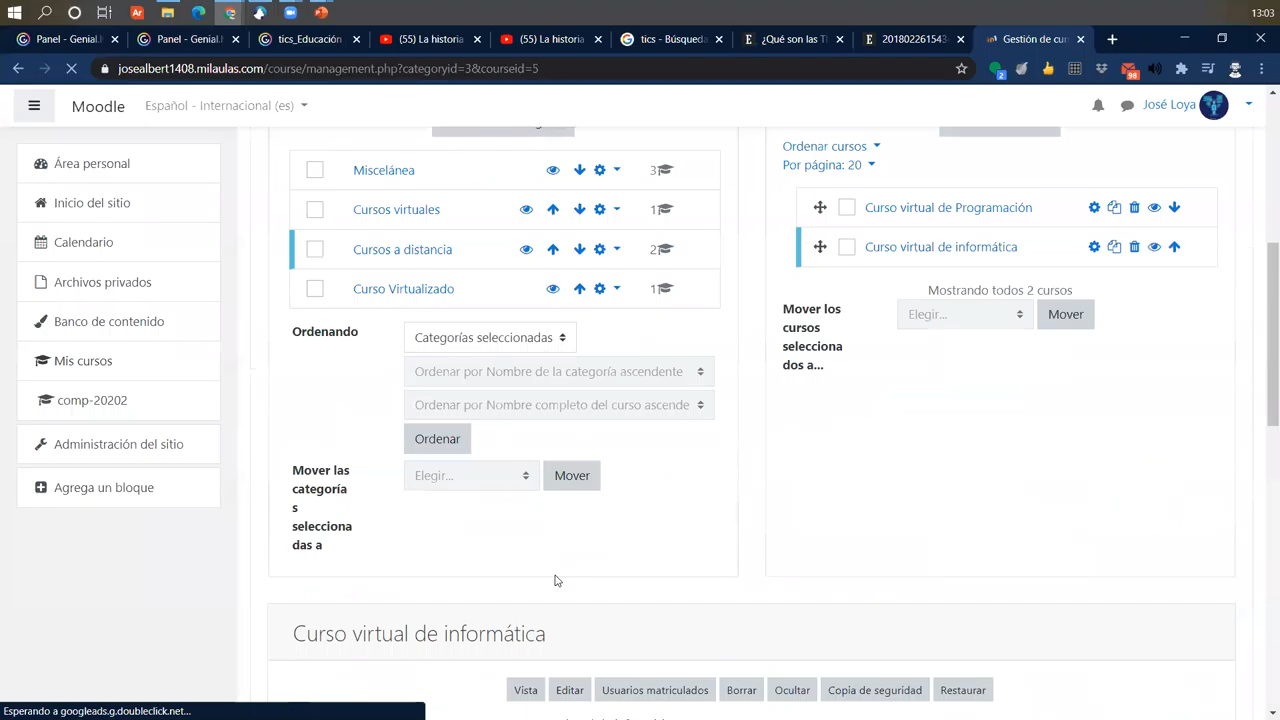 13:03
Panel - Genial.l
Panel - Genial.l
tics_Educación
(55) La historia
(55) La historia
tics - Búsqueda
¿Qué son las TI
201802261543
Gestión de cur
josealbert1408.milaulas.com/course/management.php?categoryid=3&courseid=5
2
98
Moodle
Español - Internacional (es)
José Loya
Área personal
Inicio del sitio
Calendario
Archivos privados
Banco de contenido
Mis cursos
comp-20202
Administración del sitio
Agrega un bloque
Miscelánea 3
Cursos virtuales 1
Cursos a distancia 2
Curso Virtualizado 1
Ordenando
Categorías seleccionadas
Ordenar por Nombre de la categoría ascendente
Ordenar por Nombre completo del curso ascende
Ordenar
Mover las
categoría
s
selecciona
das a
Elegir...
Mover
Ordenar cursos
Por página: 20
Curso virtual de Programación
Curso virtual de informática
Mostrando todos 2 cursos
Mover los
cursos
selecciona
dos a...
Elegir...
Mover
Curso virtual de informática
Vista
Editar
Usuarios matriculados
Borrar
Ocultar
Copia de seguridad
Restaurar
Esperando a googleads.g.doubleclick.net...